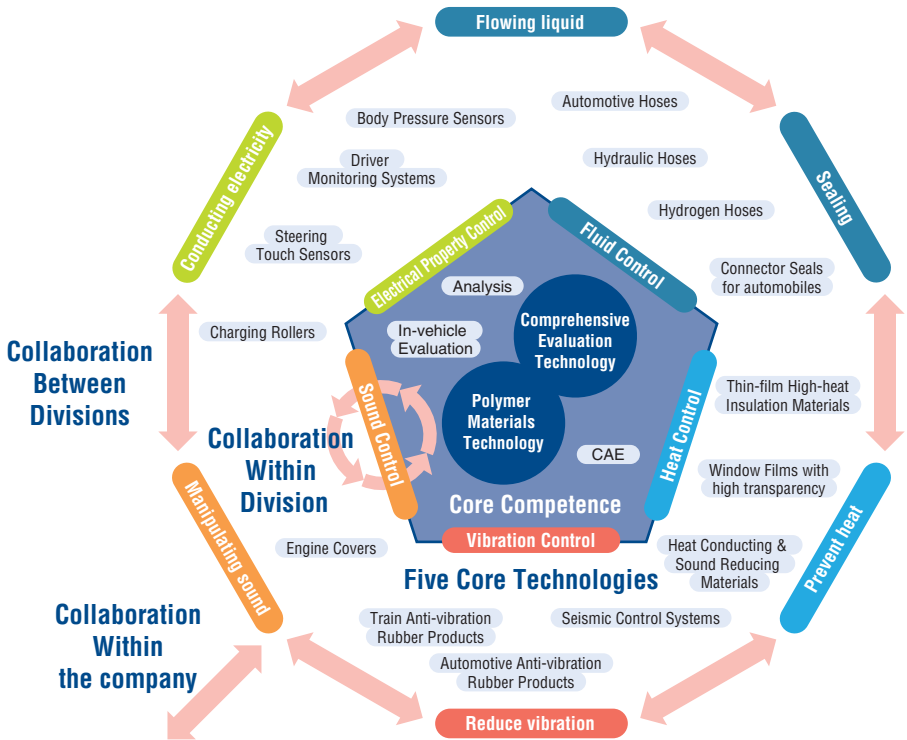 Flowing liquid
Conducting electricity
Sealing
Body Pressure Sensors
Automotive Hoses
Driver
Monitoring Systems
Hydraulic Hoses
Hydrogen Hoses
Steering
Touch Sensors
Electrical Property Control
Fluid Control
Connector Seals
for automobiles
Analysis
Charging Rollers
In-vehicle
Evaluation
Comprehensive
Evaluation
Technology
Collaboration
Between
Divisions
Sound Control
Polymer
Materials
Technology
Heat Control
Thin-film High-heat
Insulation Materials
Collaboration
Within
Division
CAE
Window Films with
high transparency
Core Competence
Manipulating sound
Prevent heat
Engine Covers
Vibration Control
Heat Conducting &
Sound Reducing
Materials
Five Core Technologies
Collaboration
Within
the company
Train Anti-vibration
Rubber Products
Seismic Control Systems
Automotive Anti-vibration
Rubber Products
Reduce vibration